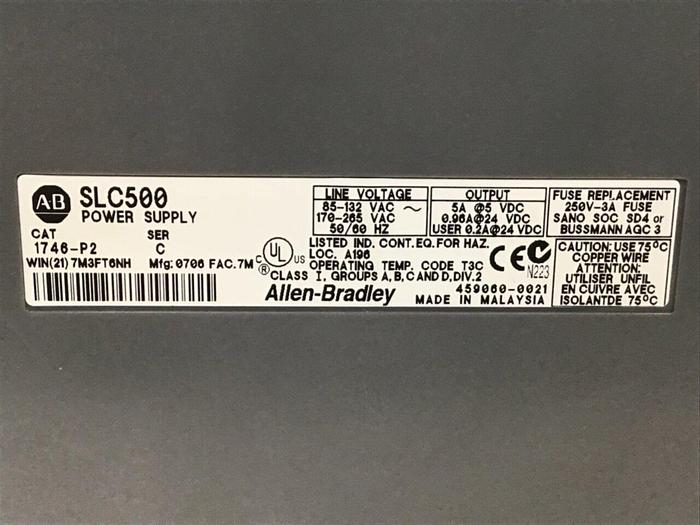 AB SLC500
POWER SUPPLY
CAT SER
1746-P2 C
WIN(21) 7M3FT6NH Mfg: 0706 FAC. 7M
LINE VOLTAGE
85-132 VAC ~
170-265 VAC
50/60 HZ
OUTPUT
5A @5 VDC
0.96A@24 VDC
USER 0.2A@24 VDC
FUSE REPLACEMENT
250V-3A FUSE
SANO SOC SD4 or
BUSSMANN AGC 3
C UL US
®
LISTED IND. CONT. EQ. FOR HAZ.
LOC. A196
OPERATING TEMP. CODE T3C
CLASS I, GROUPS A, B, C AND D, DIV.2
CE C N223
Allen-Bradley
459060-0021
MADE IN MALAYSIA
CAUTION: USE 75°C
COPPER WIRE
ATTENTION:
UTILISER UNFIL
EN CUIVRE AVEC
ISOLANTDE 75°C